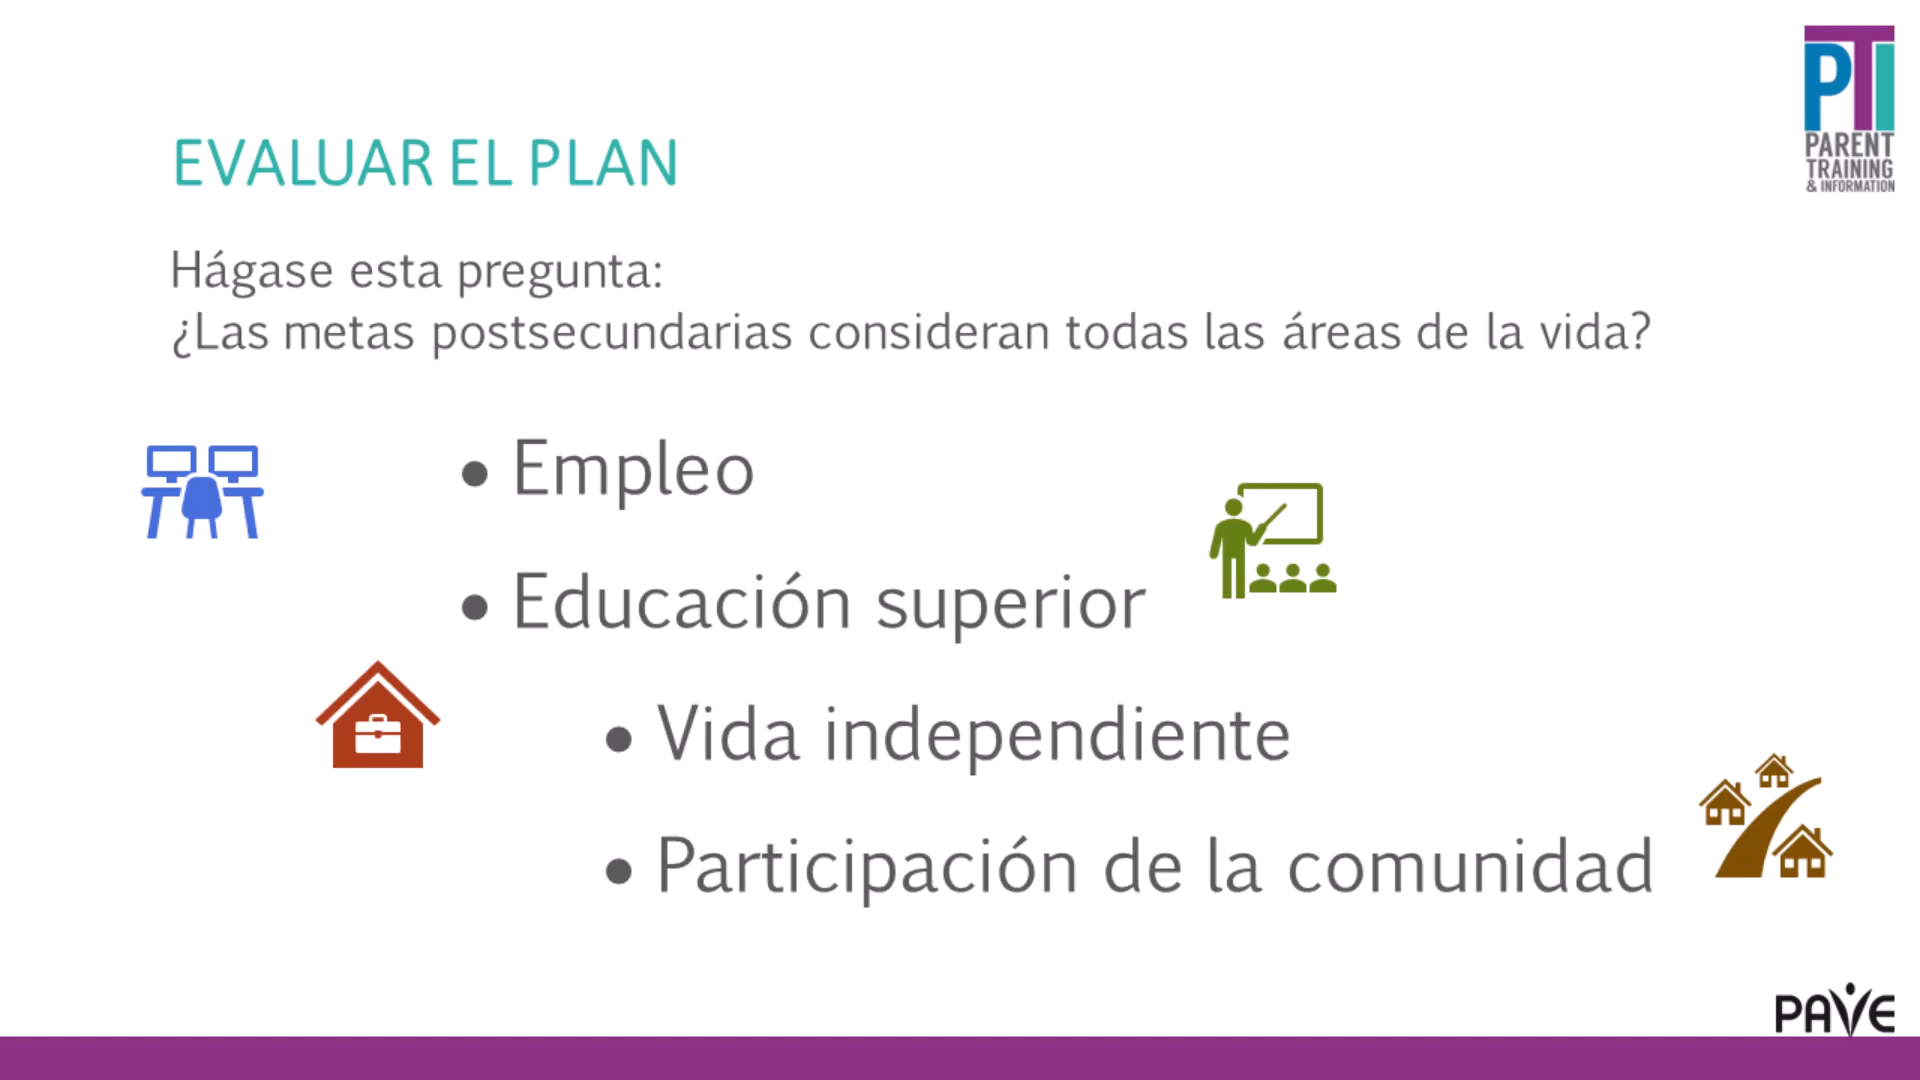 PTI
PARENT
TRAINING
& INFORMATION
EVALUAR EL PLAN
Hágase esta pregunta:
¿Las metas postsecundarias consideran todas las áreas de la vida?
• Empleo
• Educación superior
• Vida independiente
• Participación de la comunidad
PAVE